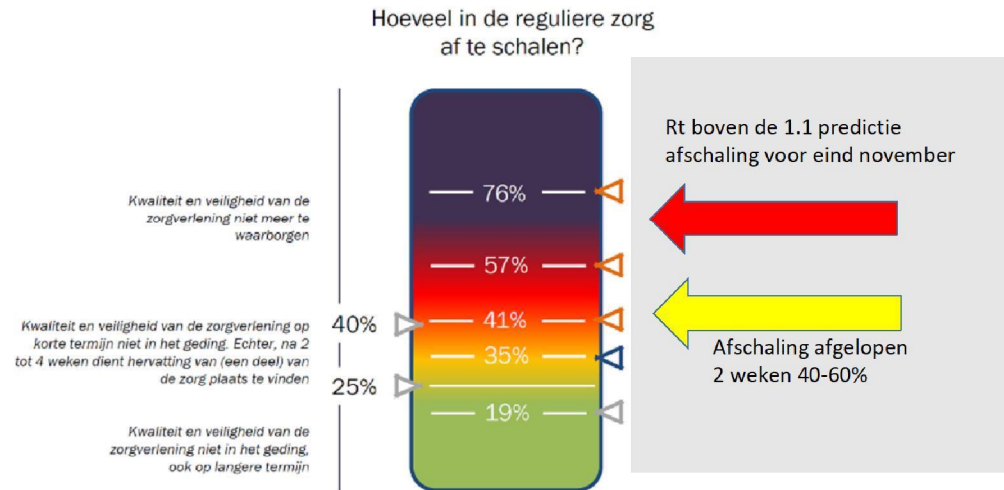 Hoeveel in de reguliere zorg
af te schalen?
Kwaliteit en veiligheid van de
zorgverlening niet meer te
waarborgen
40%
Kwaliteit en veiligheid van de zorgverlening op
korte termijn niet in het geding. Echter, na 2
tot 4 weken dient hervatting van (een deel) van
de zorg plaats te vinden
25%
Kwaliteit en veiligheid van de
zorgverlening niet in het geding,
ook op langere termijn
76%
57%
41%
35%
19%
Rt boven de 1.1 predictie
afschaling voor eind november
Afschaling afgelopen
2 weken 40-60%